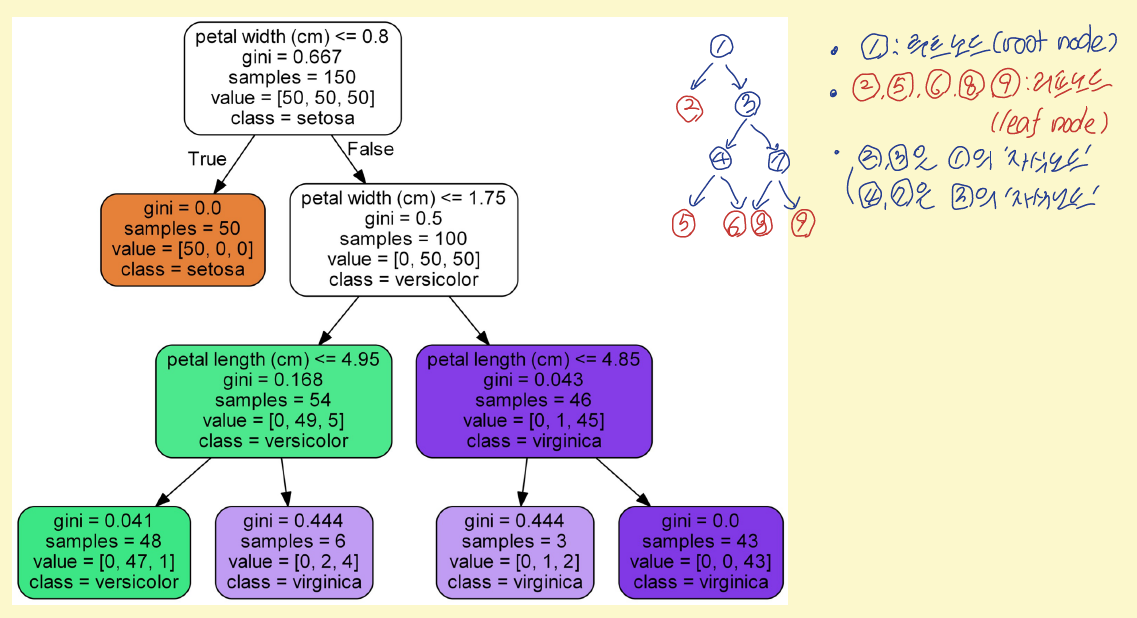 petal width (cm) <= 0.8
gini = 0.667
samples = 150
value = [50, 50, 50]
class = setosa
True
False
gini = 0.0
samples = 50
value = [50, 0, 0]
class = setosa
petal width (cm) <= 1.75
gini = 0.5
samples = 100
value = [0, 50, 50]
class = versicolor
petal length (cm) <= 4.95
gini = 0.168
samples = 54
value = [0, 49, 5]
class = versicolor
petal length (cm) <= 4.85
gini = 0.043
samples = 46
value = [0, 1, 45]
class = virginica
gini = 0.041
samples = 48
value = [0, 47, 1]
class = versicolor
gini = 0.444
samples = 6
value = [0, 2, 4]
class = virginica
gini = 0.444
samples = 3
value = [0, 1, 2]
class = virginica
gini = 0.0
samples = 43
value = [0, 0, 43]
class = virginica
①
② ③
④ ⑦
⑤ ⑥ ⑧ ⑨
• ①: 루트노드(root node)
• ②,⑤,⑥,⑧ ⑨: 리프노드
(leaf node)
• ②,③은 ①의 '자식노드'
④,⑦은 ③의 '자식노드'